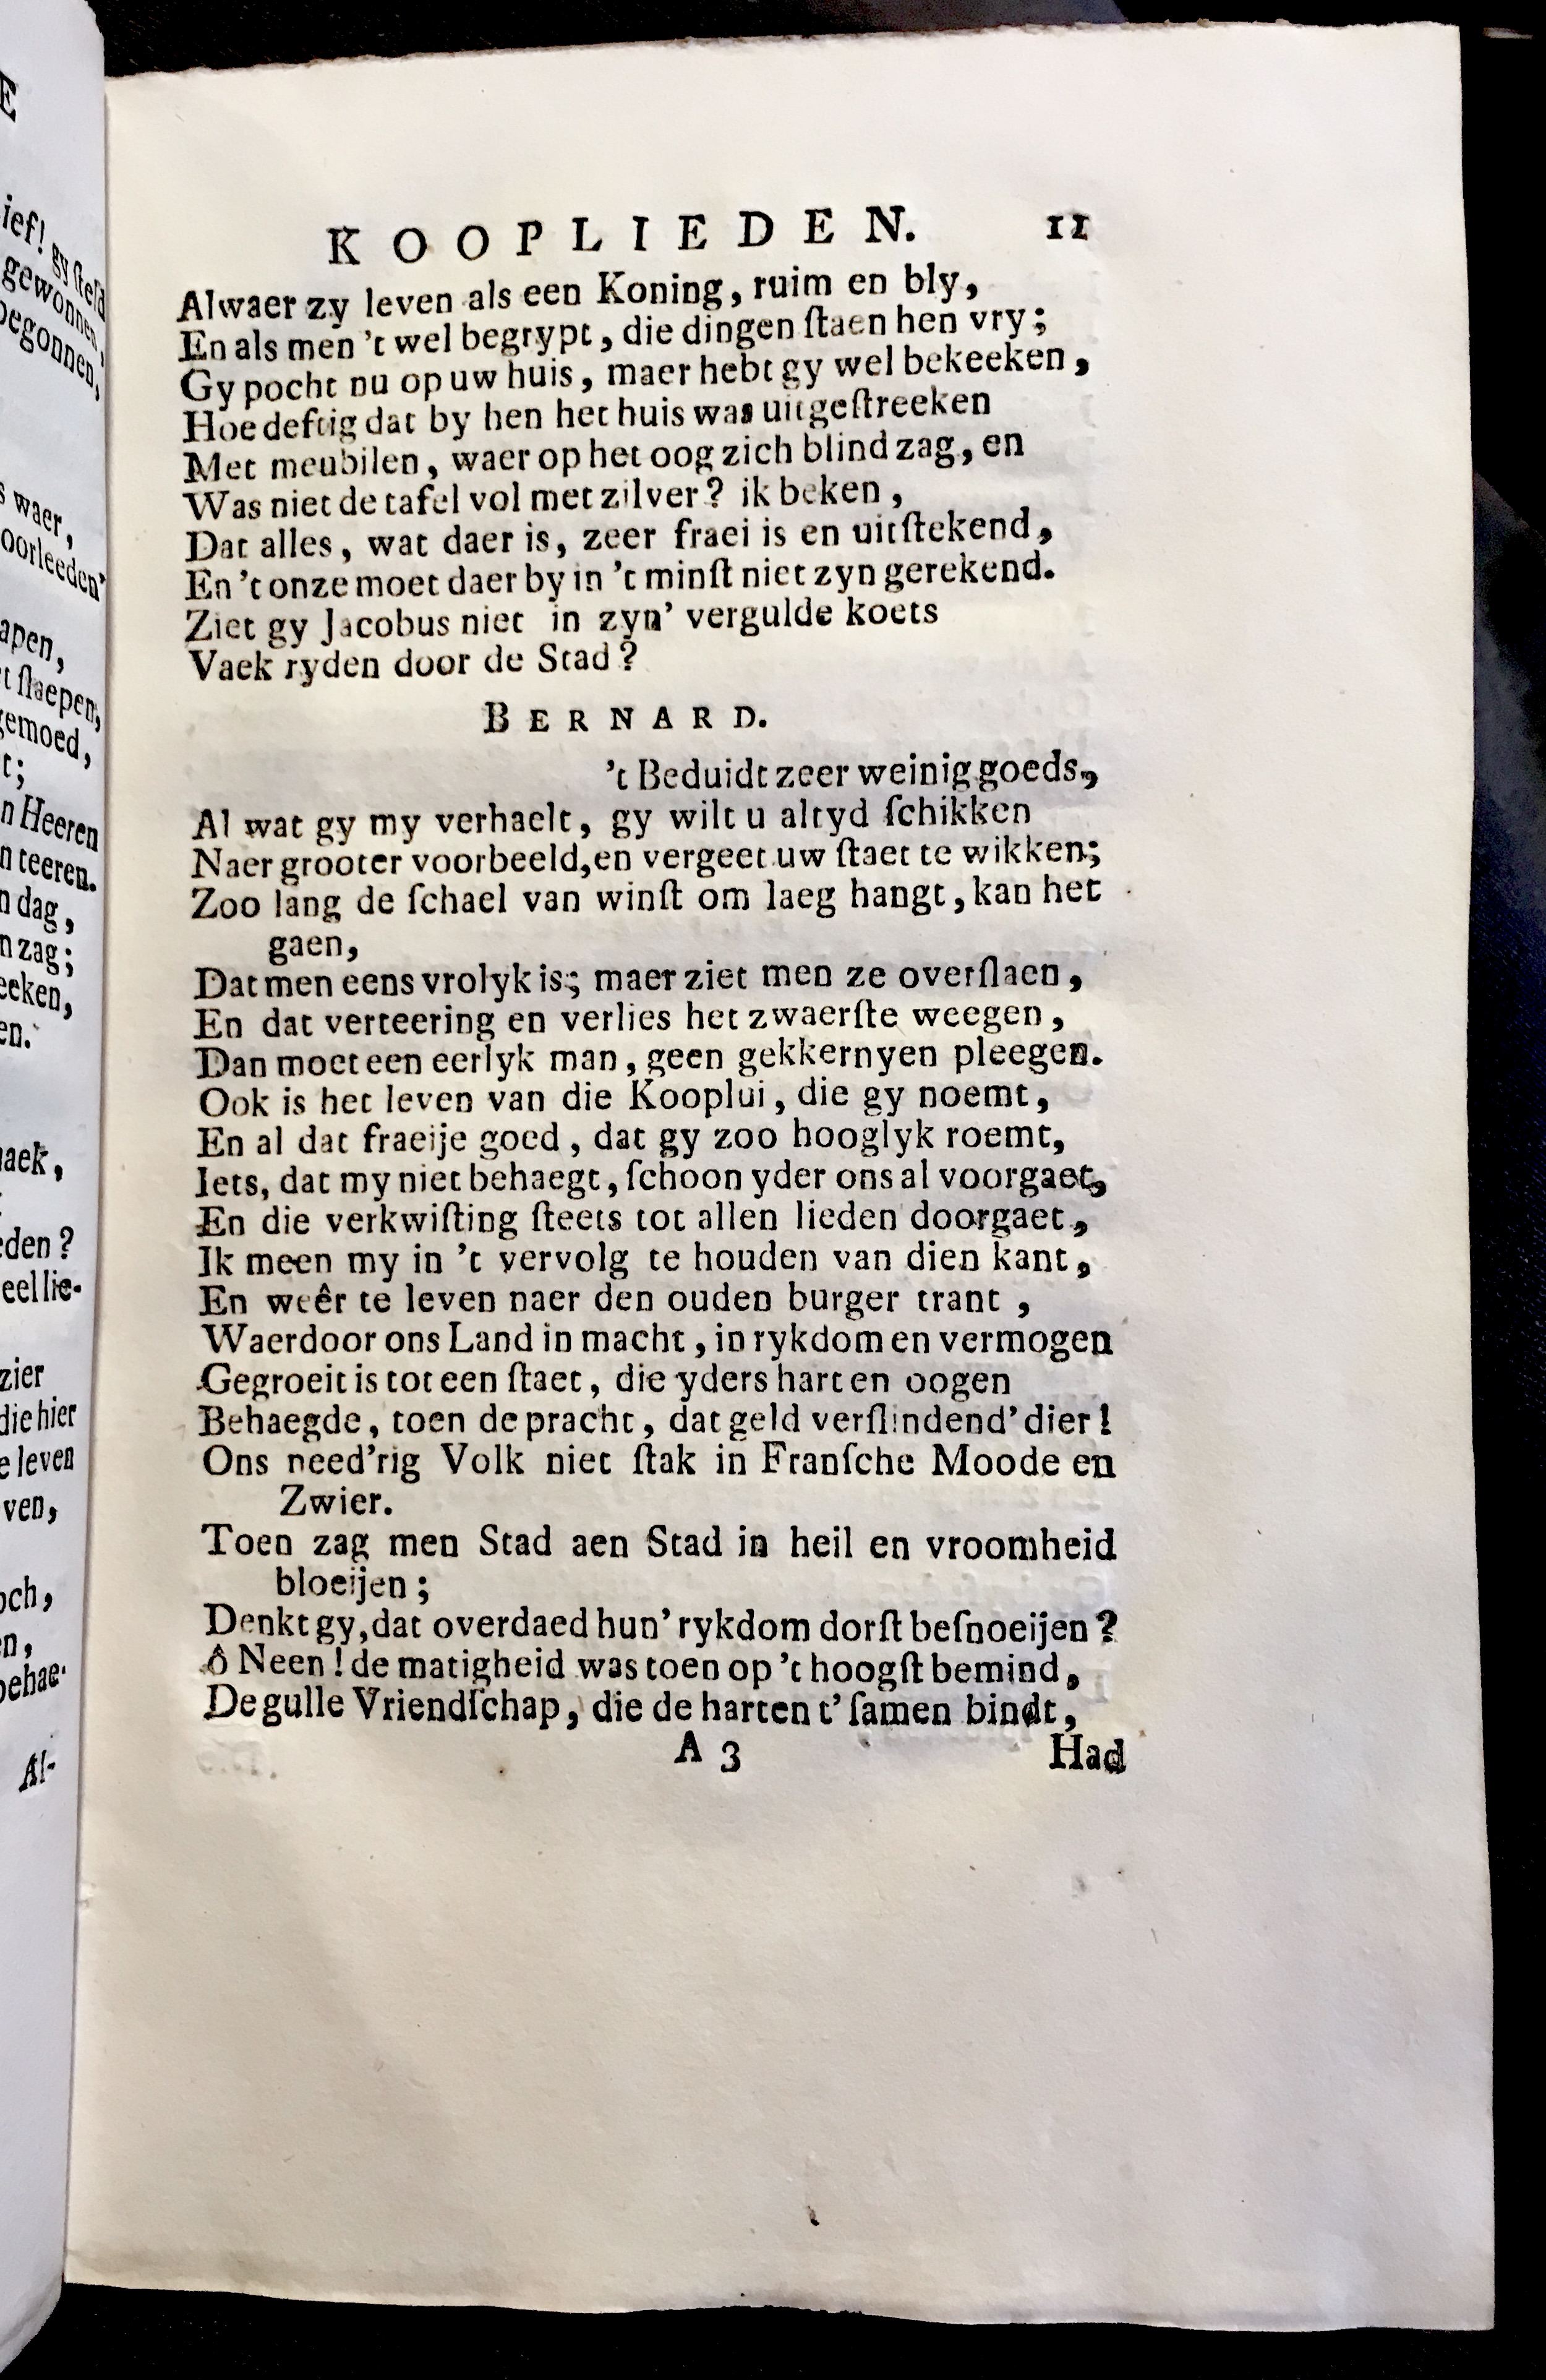 KOOPLIEDEN. 11
Alwaer zy leven als een Koning, ruim en bly,
En als men 't wel begrypt, die dingen ſtaen hen vry;
Gy pocht nu op uw huis, maer hebt gy wel bekeeken,
Hoe deftig dat by hen het huis was uitgeſtreeken
Met meubilen, waer op het oog zich blind zag, en
Was niet de tafel vol met zilver? ik beken,
Dat alles, wat daer is, zeer fraei is en uitſtekend,
En 't onze moet daer by in 't minſt niet zyn gerekend.
Ziet gy Jacobus niet in zyn' vergulde koets
Vaek ryden door de Stad?
BERNARD.
't Beduidt zeer weinig goeds,
Al wat gy my verhaelt, gy wilt u altyd ſchikken
Naer grooter voorbeeld, en vergeet uw ſtaet te wikken;
Zoo lang de ſchael van winſt om laeg hangt, kan het
gaen,
Dat men eens vrolyk is; maer ziet men ze overſlaen,
En dat verteering en verlies het zwaerſte weegen,
Dan moet een eerlyk man, geen gekkernyen pleegen.
Ook is het leven van die Kooplui, die gy noemt,
En al dat fraeije goed, dat gy zoo hooglyk roemt,
Iets, dat my niet behaegt, ſchoon yder ons al voorgaet,
En die verkwiſting ſteets tot allen lieden doorgaet,
Ik meen my in 't vervolg te houden van dien kant,
En weêr te leven naer den ouden burger trant,
Waerdoor ons Land in macht, in rykdom en vermogen
Gegroeit is tot een ſtaet, die yders hart en oogen
Behaegde, toen de pracht, dat geld verſlindend' dier!
Ons need'rig Volk niet ſtak in Franſche Moode en
Zwier.
Toen zag men Stad aen Stad in heil en vroomheid
bloeijen;
Denkt gy, dat overdaed hun' rykdom dorſt beſnoeijen?
ô Neen! de matigheid was toen op 't hoogſt bemind,
De gulle Vriendſchap, die de harten t' ſamen bindt,
A 3 Had